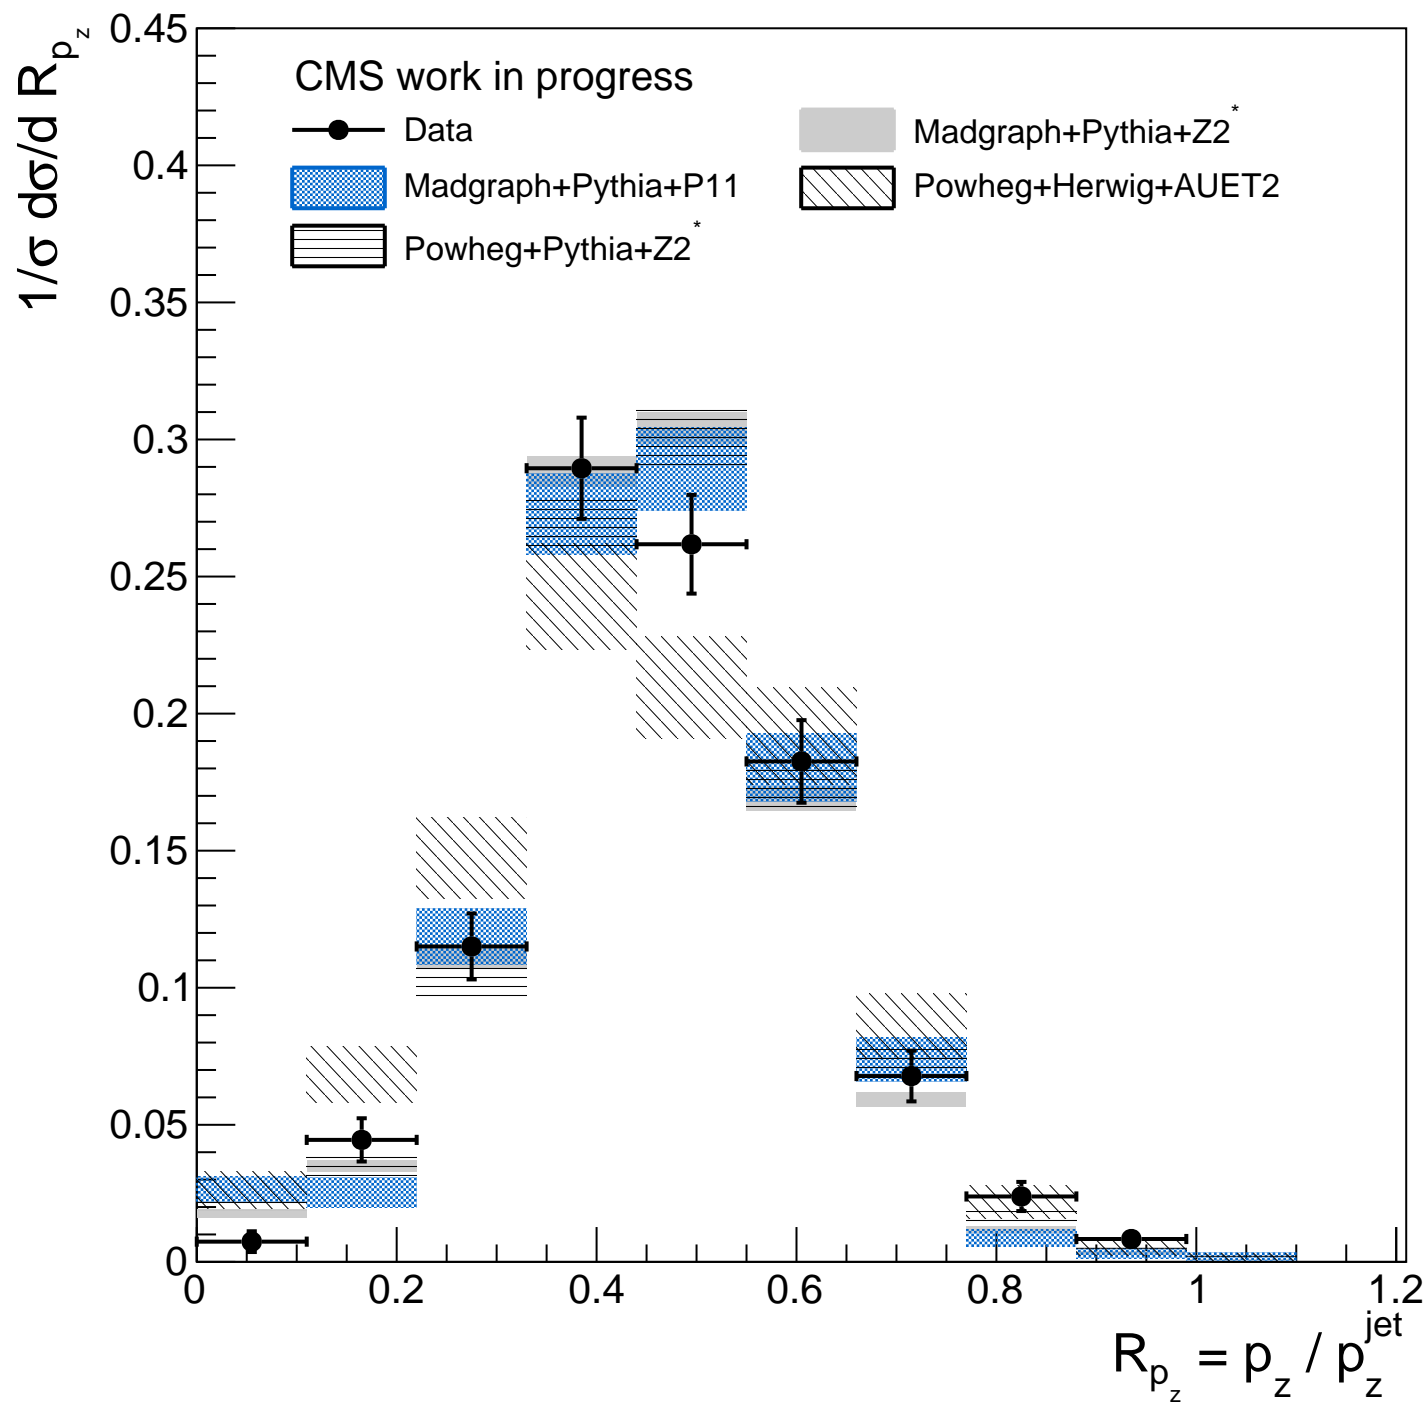 1/σ dσ/d R_{p_z}
0.45
0.4
0.35
0.3
0.25
0.2
0.15
0.1
0.05
0
CMS work in progress
Data
Madgraph+Pythia+P11
Powheg+Pythia+Z2*
Madgraph+Pythia+Z2*
Powheg+Herwig+AUET2
0 0.2 0.4 0.6 0.8 1 1.2
R_{p_z} = p_z / p_z^{jet}